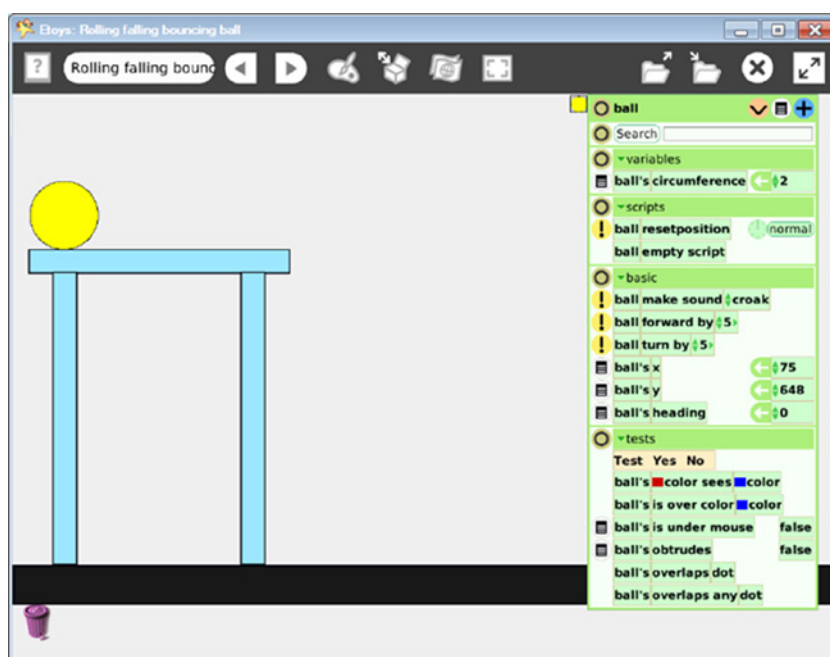 Etoys: Rolling falling bouncing ball
? Rolling falling bounc
ball
Search
variables
ball's circumference 2
scripts
! ball resetposition normal
ball empty script
basic
! ball make sound croak
! ball forward by 5
! ball turn by 5
ball's x 75
ball's y 648
ball's heading 0
tests
Test Yes No
ball's color sees color
ball's is over color color
ball's is under mouse false
ball's obtrudes false
ball's overlaps dot
ball's overlaps any dot